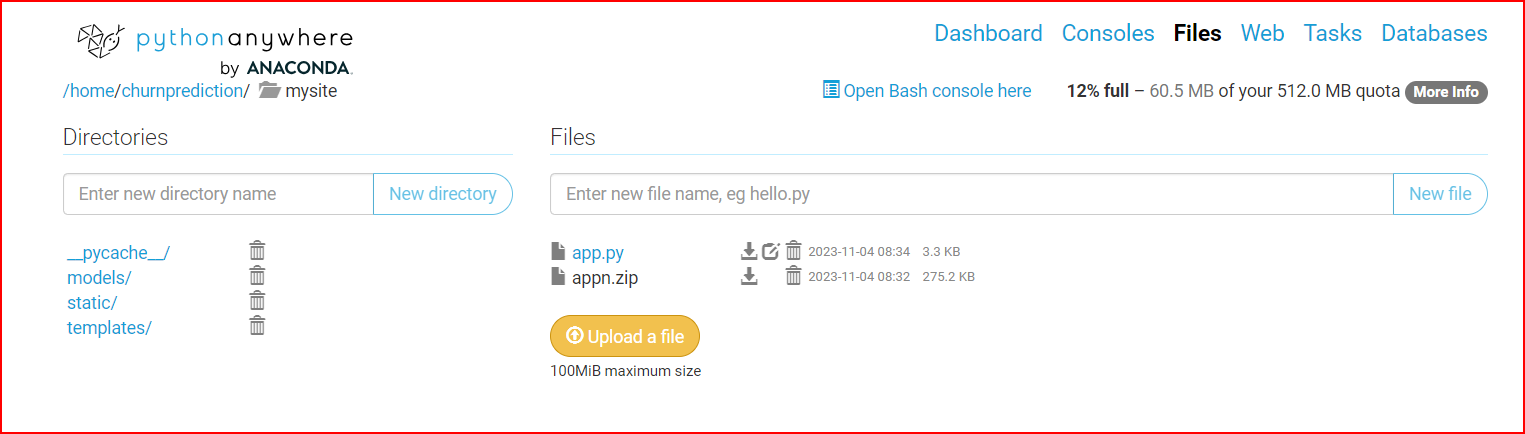 pythonanywhere
by ANACONDA.
Dashboard Consoles Files Web Tasks Databases
/home/churnprediction/ mysite
Open Bash console here
12% full – 60.5 MB of your 512.0 MB quota More Info
Directories
Enter new directory name New directory
__pycache__/
models/
static/
templates/
Files
Enter new file name, eg hello.py New file
app.py 2023-11-04 08:34 3.3 KB
appn.zip 2023-11-04 08:32 275.2 KB
Upload a file
100MiB maximum size